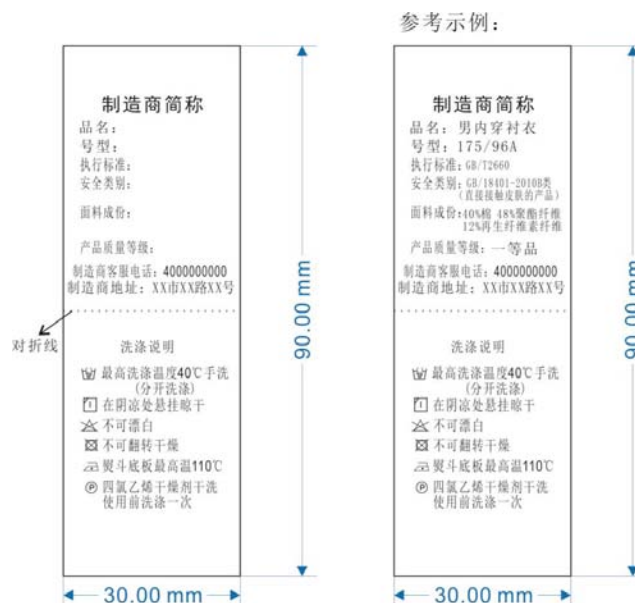 参考示例：
制造商简称
品名：
号型：
执行标准：
安全类别：
面料成份：
产品质量等级：
制造商客服电话：4000000000
制造商地址：XX市XX路XX号
对折线
洗涤说明
最高洗涤温度40℃手洗
(分开洗涤)
在阴凉处悬挂晾干
不可漂白
不可翻转干燥
熨斗底板最高温110℃
P 四氯乙烯干燥剂干洗
使用前洗涤一次
90.00 mm
30.00 mm
制造商简称
品名：男内穿衬衣
号型：175/96A
执行标准：GB/T2660
安全类别：GB/18401-2010B类
(直接接触皮肤的产品)
面料成份：40%棉 48%聚酯纤维
12%再生纤维素纤维
产品质量等级：一等品
制造商客服电话：4000000000
制造商地址：XX市XX路XX号
洗涤说明
最高洗涤温度40℃手洗
(分开洗涤)
在阴凉处悬挂晾干
不可漂白
不可翻转干燥
熨斗底板最高温110℃
P 四氯乙烯干燥剂干洗
使用前洗涤一次
90.00 mm
30.00 mm